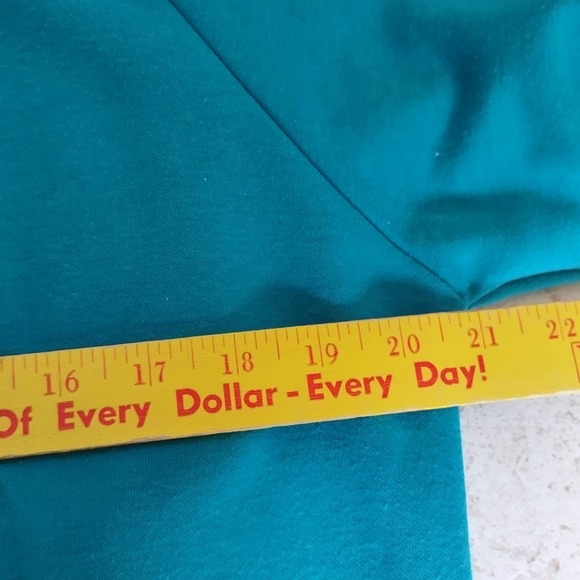 16 17 18 19 20 21 22
Of Every Dollar - Every Day!